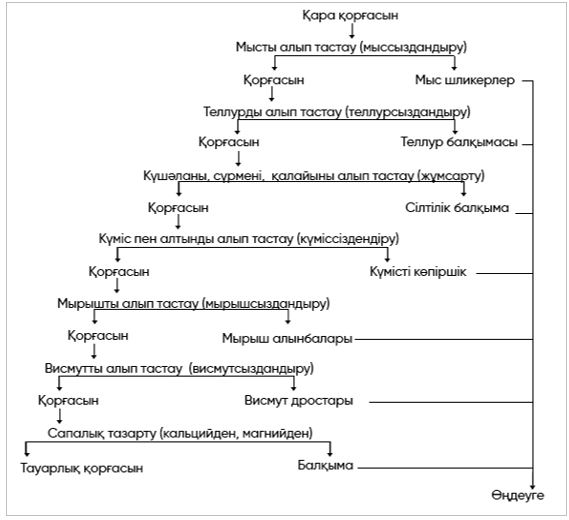 Қара қорғасын
Мысты алып тастау (мыссыздандыру)
Қорғасын Мыс шликерлер
Теллурды алып тастау (теллурсыздандыру)
Қорғасын Теллур балқымасы
Күшәланы, сүрмені, қалайыны алып тастау (жұмсарту)
Қорғасын Сілтілік балқыма
Күміс пен алтынды алып тастау (күміссіздендіру)
Қорғасын Күмісті көпіршік
Мырышты алып тастау (мырышсыздандыру)
Қорғасын Мырыш алынбалары
Висмутты алып тастау (висмутсыздандыру)
Қорғасын Висмут дростары
Сапалық тазарту (кальцийден, магнийден)
Тауарлық қорғасын Балқыма
Өңдеуге